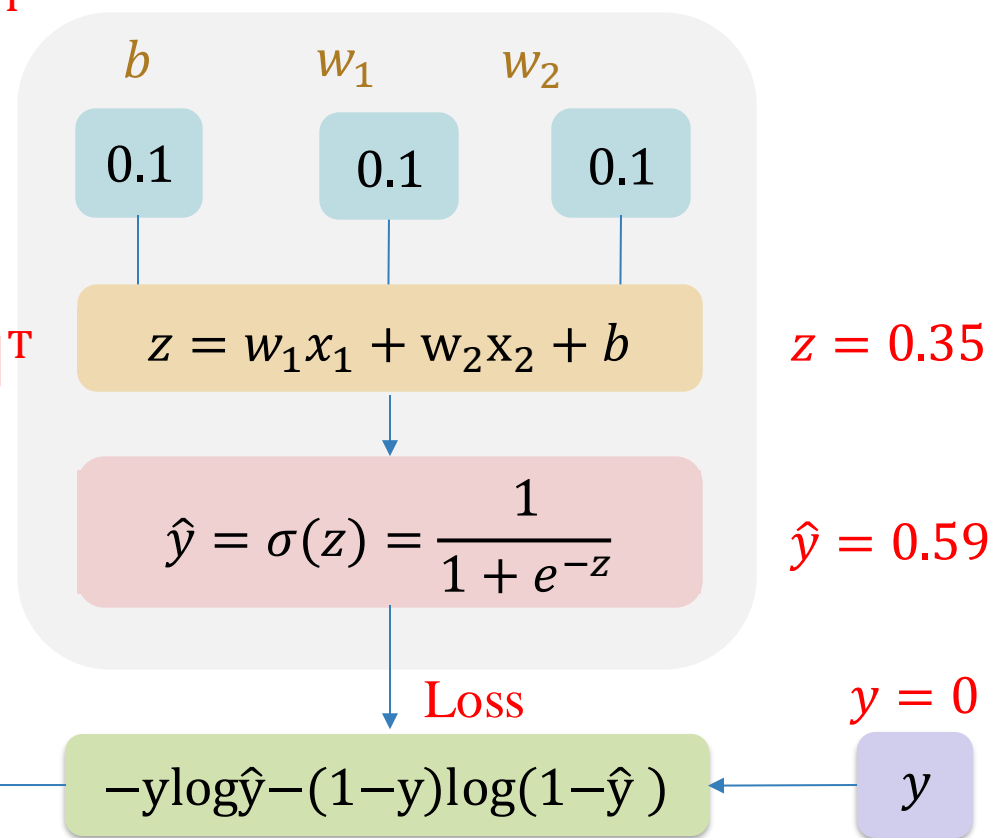 T
b w₁ w₂
0.1 0.1 0.1
T z = w₁x₁ + w₂x₂ + b z = 0.35
ŷ = σ(z) = 1 / (1 + e⁻ᶻ) ŷ = 0.59
Loss y = 0
−ylogŷ−(1−y)log(1−ŷ ) y